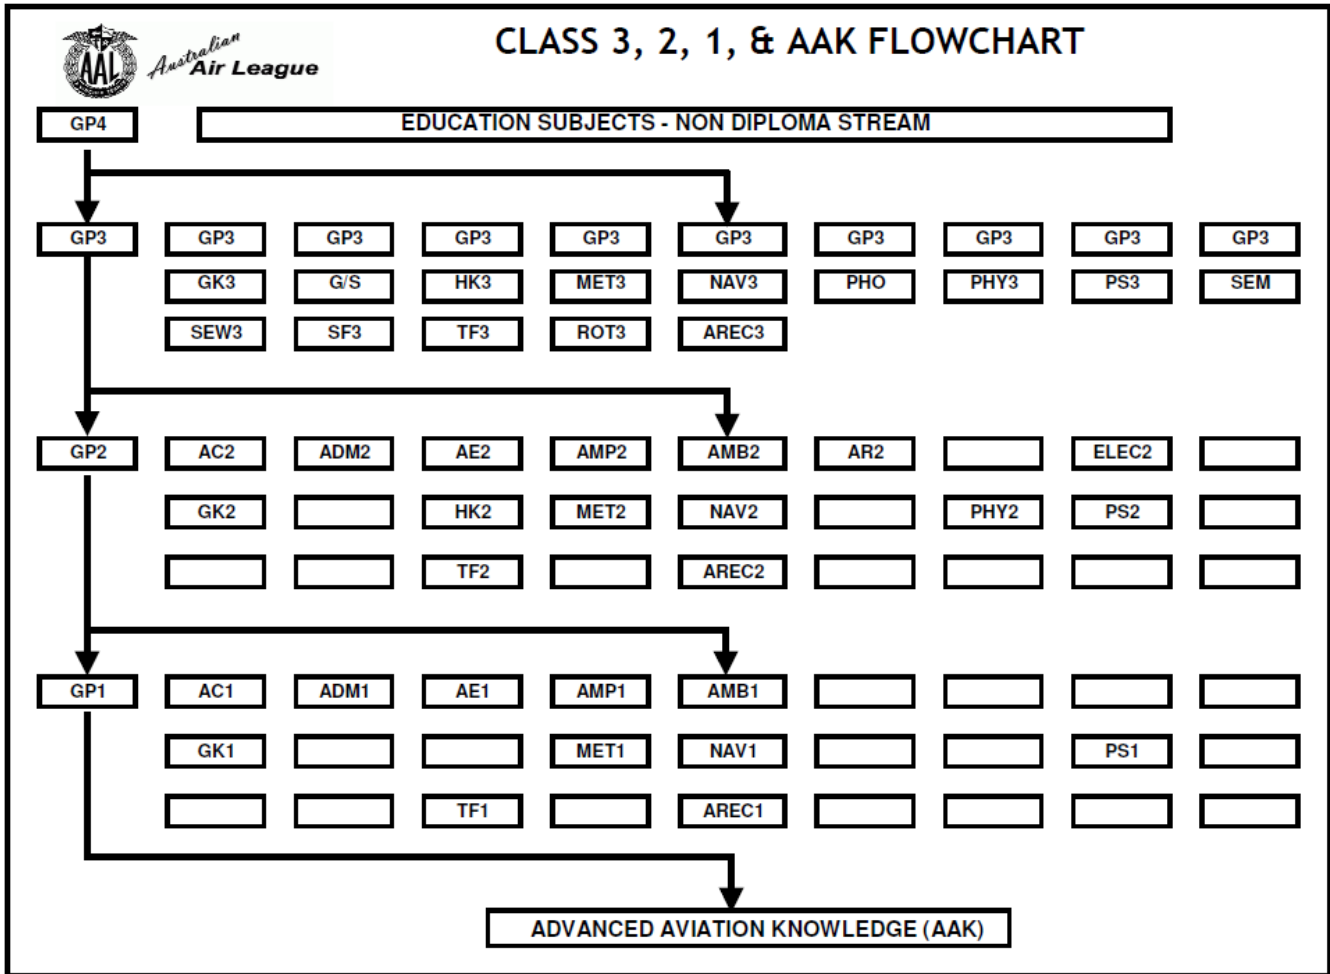 AAL
Australian
Air League
CLASS 3, 2, 1, & AAK FLOWCHART
GP4
EDUCATION SUBJECTS - NON DIPLOMA STREAM
GP3 GP3 GP3 GP3 GP3 GP3 GP3 GP3 GP3 GP3
GK3 G/S HK3 MET3 NAV3 PHO PHY3 PS3 SEM
SEW3 SF3 TF3 ROT3 AREC3
GP2 AC2 ADM2 AE2 AMP2 AMB2 AR2 ELEC2
GK2 HK2 MET2 NAV2 PHY2 PS2
TF2 AREC2
GP1 AC1 ADM1 AE1 AMP1 AMB1
GK1 MET1 NAV1 PS1
TF1 AREC1
ADVANCED AVIATION KNOWLEDGE (AAK)